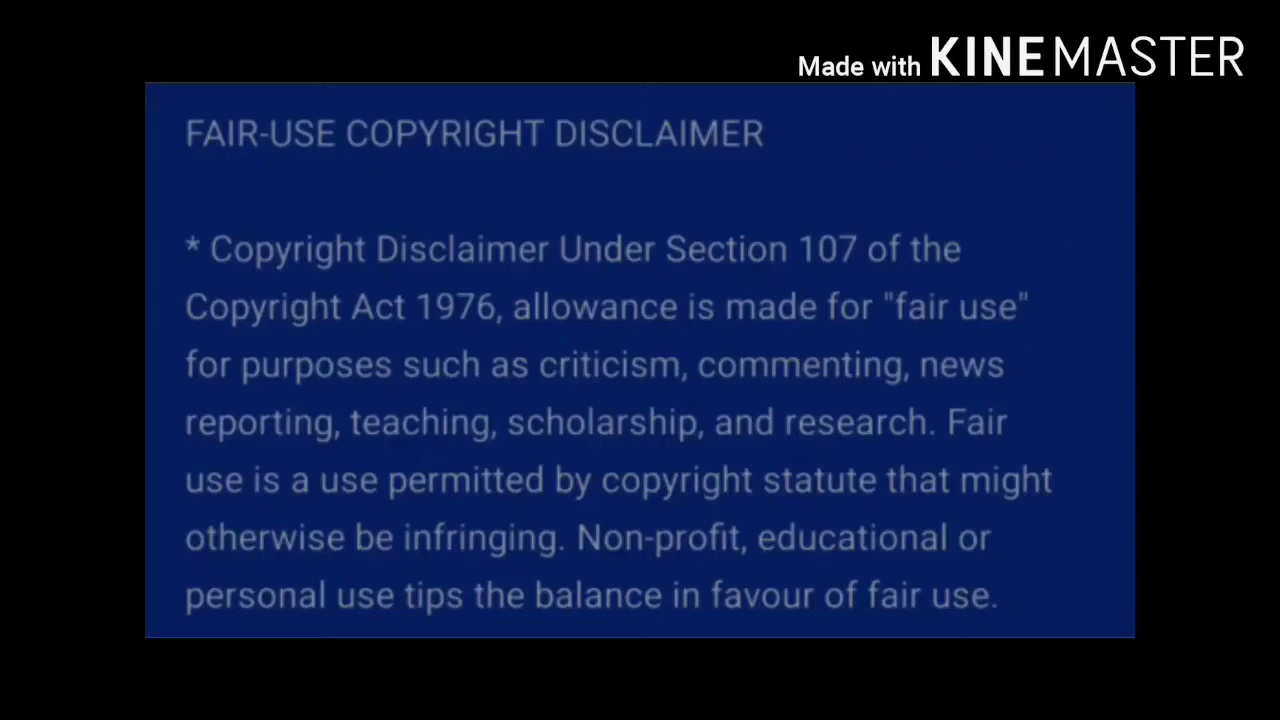 Made with KINEMASTER
FAIR-USE COPYRIGHT DISCLAIMER
* Copyright Disclaimer Under Section 107 of the
Copyright Act 1976, allowance is made for "fair use"
for purposes such as criticism, commenting, news
reporting, teaching, scholarship, and research. Fair
use is a use permitted by copyright statute that might
otherwise be infringing. Non-profit, educational or
personal use tips the balance in favour of fair use.